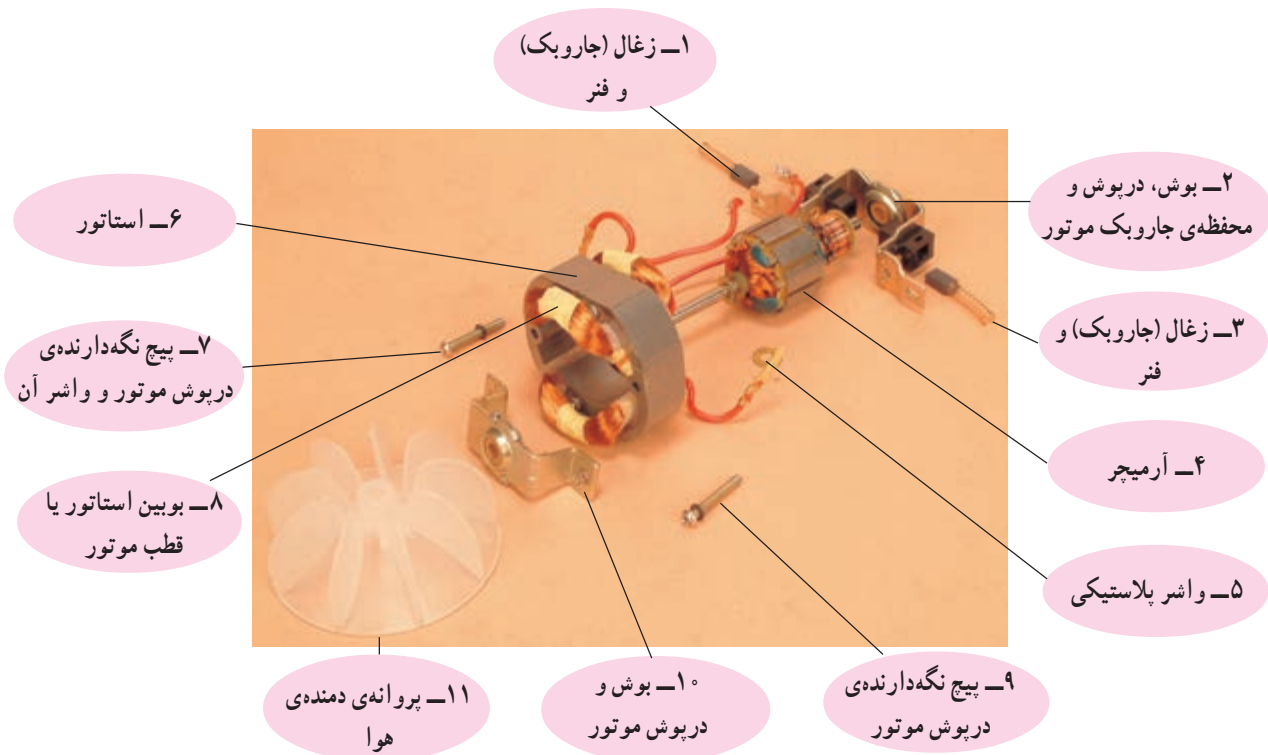 ۱ــ زغال (جاروبک)
و فنر
۲ــ بوش، درپوش و
محفظه‌ی جاروبک موتور
۳ــ زغال (جاروبک) و
فنر
۴ــ آرمیچر
۵ــ واشر پلاستیکی
۶ــ استاتور
۷ــ پیچ نگه‌دارنده‌ی
درپوش موتور و واشر آن
۸ــ بوبین استاتور یا
قطب موتور
۹ــ پیچ نگه‌دارنده‌ی
درپوش موتور
۱۰ــ بوش و
درپوش موتور
۱۱ــ پروانه‌ی دمنده‌ی
هوا